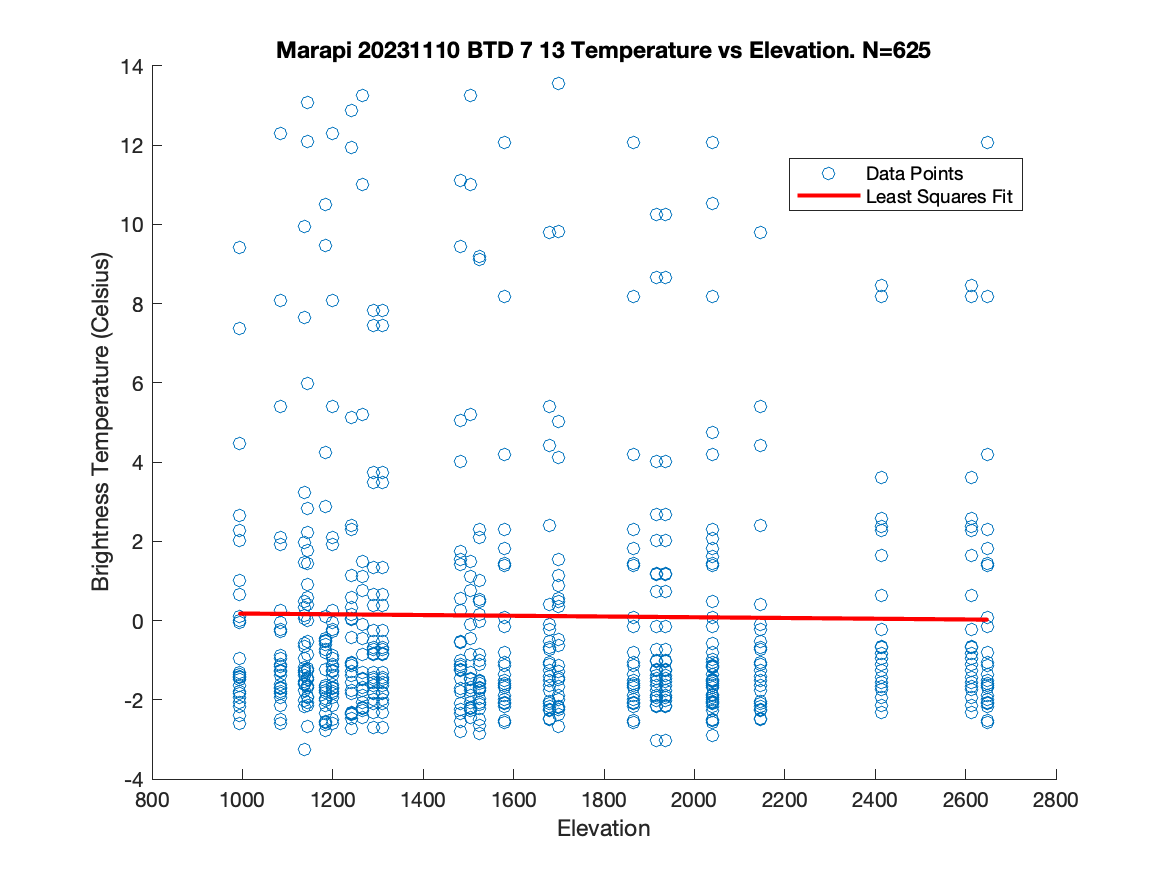 Marapi 20231110 BTD 7 13 Temperature vs Elevation. N=625
14
12
10
8
6
4
2
0
-2
-4
Brightness Temperature (Celsius)
Data Points
Least Squares Fit
800 1000 1200 1400 1600 1800 2000 2200 2400 2600 2800
Elevation